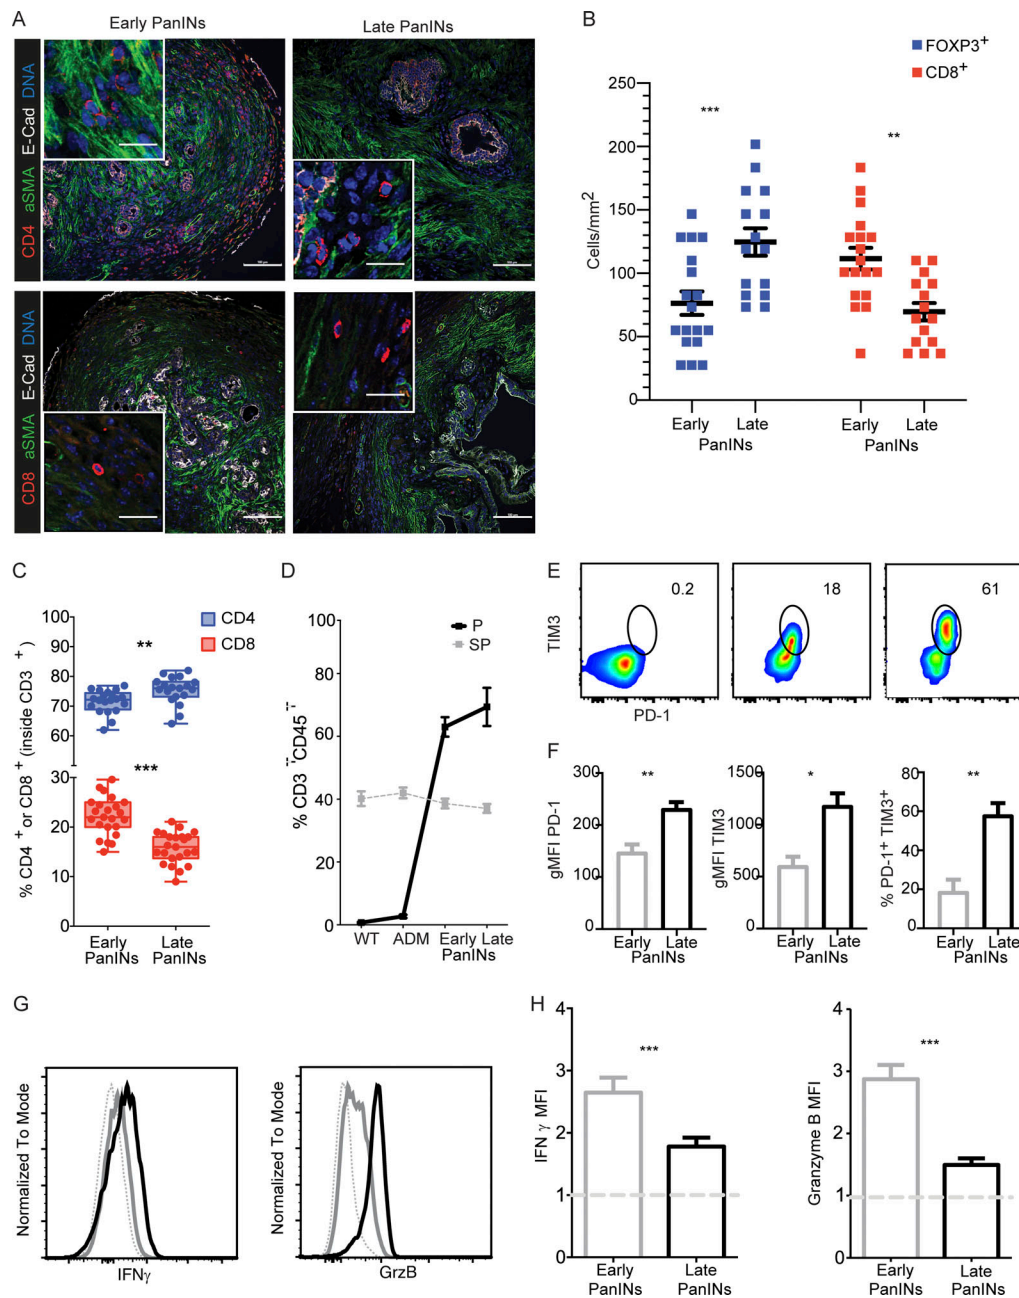 A
Early PanINs
Late PanINs
CD4 aSMA E-Cad DNA
CD8 aSMA E-Cad DNA
B
FOXP3+
CD8+
250
200
150
100
50
0
Cells/mm2
***
**
Early
Late
Early
Late
PanINs
PanINs
C
CD4
CD8
% CD4 + or CD8 + (inside CD3 +)
100
90
80
70
60
30
20
10
0
**
***
Early
PanINs
Late
PanINs
D
P
SP
100
80
60
40
20
0
WT
ADM
Early
Late
PanINs
E
0.2
18
61
TIM3
PD-1
F
gMFI PD-1
300
200
100
0
**
Early
Late
PanINs
gMFI TIM3
1500
1000
500
0
*
Early
Late
PanINs
% PD-1+ TIM3+
80
60
40
20
0
**
Early
Late
PanINs
G
Normalized To Mode
IFNγ
Normalized To Mode
GrzB
H
IFN γ MFI
4
3
2
1
0
***
Early
PanINs
Late
PanINs
Granzyme B MFI
4
3
2
1
0
***
Early
PanINs
Late
PanINs